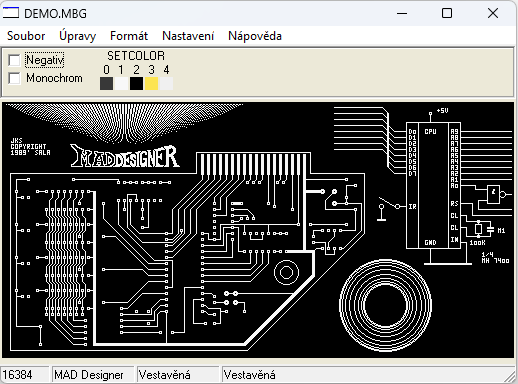 DEMO.MBG
Soubor Úpravy Formát Nastavení Nápověda
Negativ
Monochrom
SETCOLOR
0 1 2 3 4
JKS
COPYRIGHT
1989' SALA
MAD DESIGNER
+5V
D0 CPU A9
D1 A8
D2 A7
D3 A6
D4 A5
D5 A4
D6 A3
D7 A2
A1
A0
&
IR RS
CL
CL M1
GND IN 100K
1/4
MH 7400
16384 MAD Designer Vestavěná Vestavěná